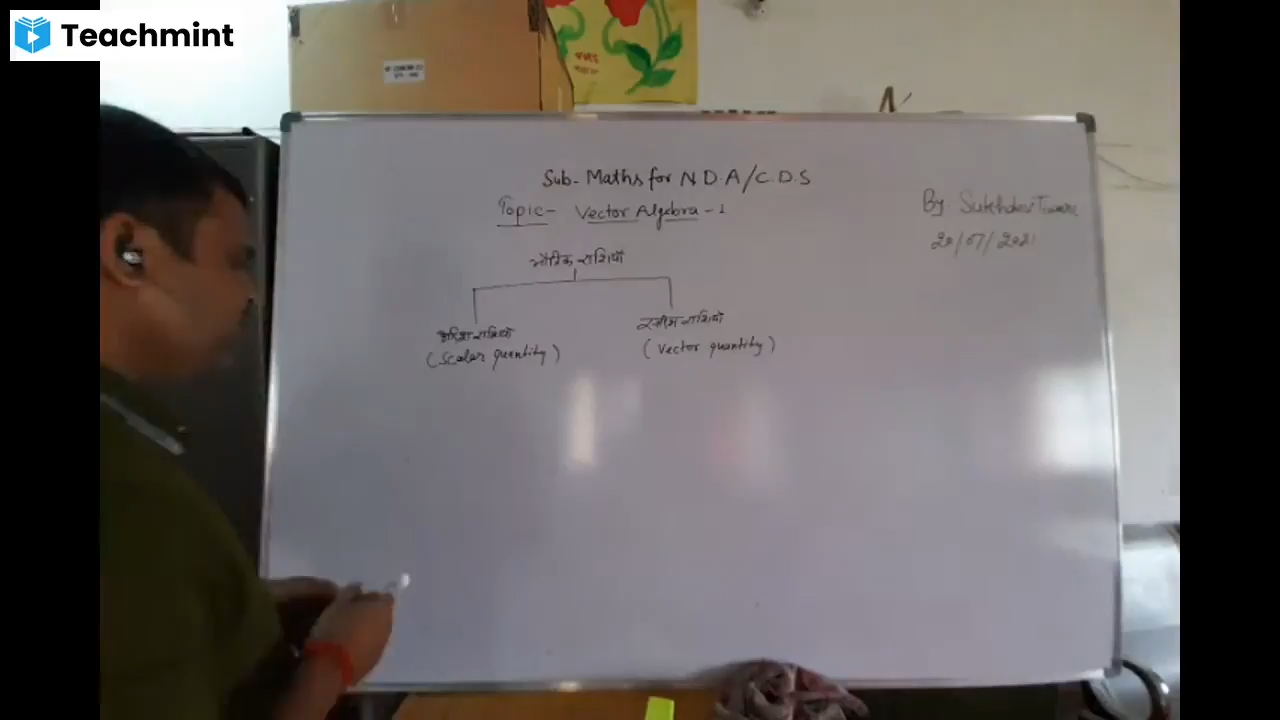 Teachmint
Sub- Maths for N.D.A/C.D.S
Topic- Vector Algebra-1
By Sukhdev
20/07/2021
भौतिक राशियाँ
अदिश राशियाँ
(Scalar quantity)
सदिश राशियाँ
(Vector quantity)